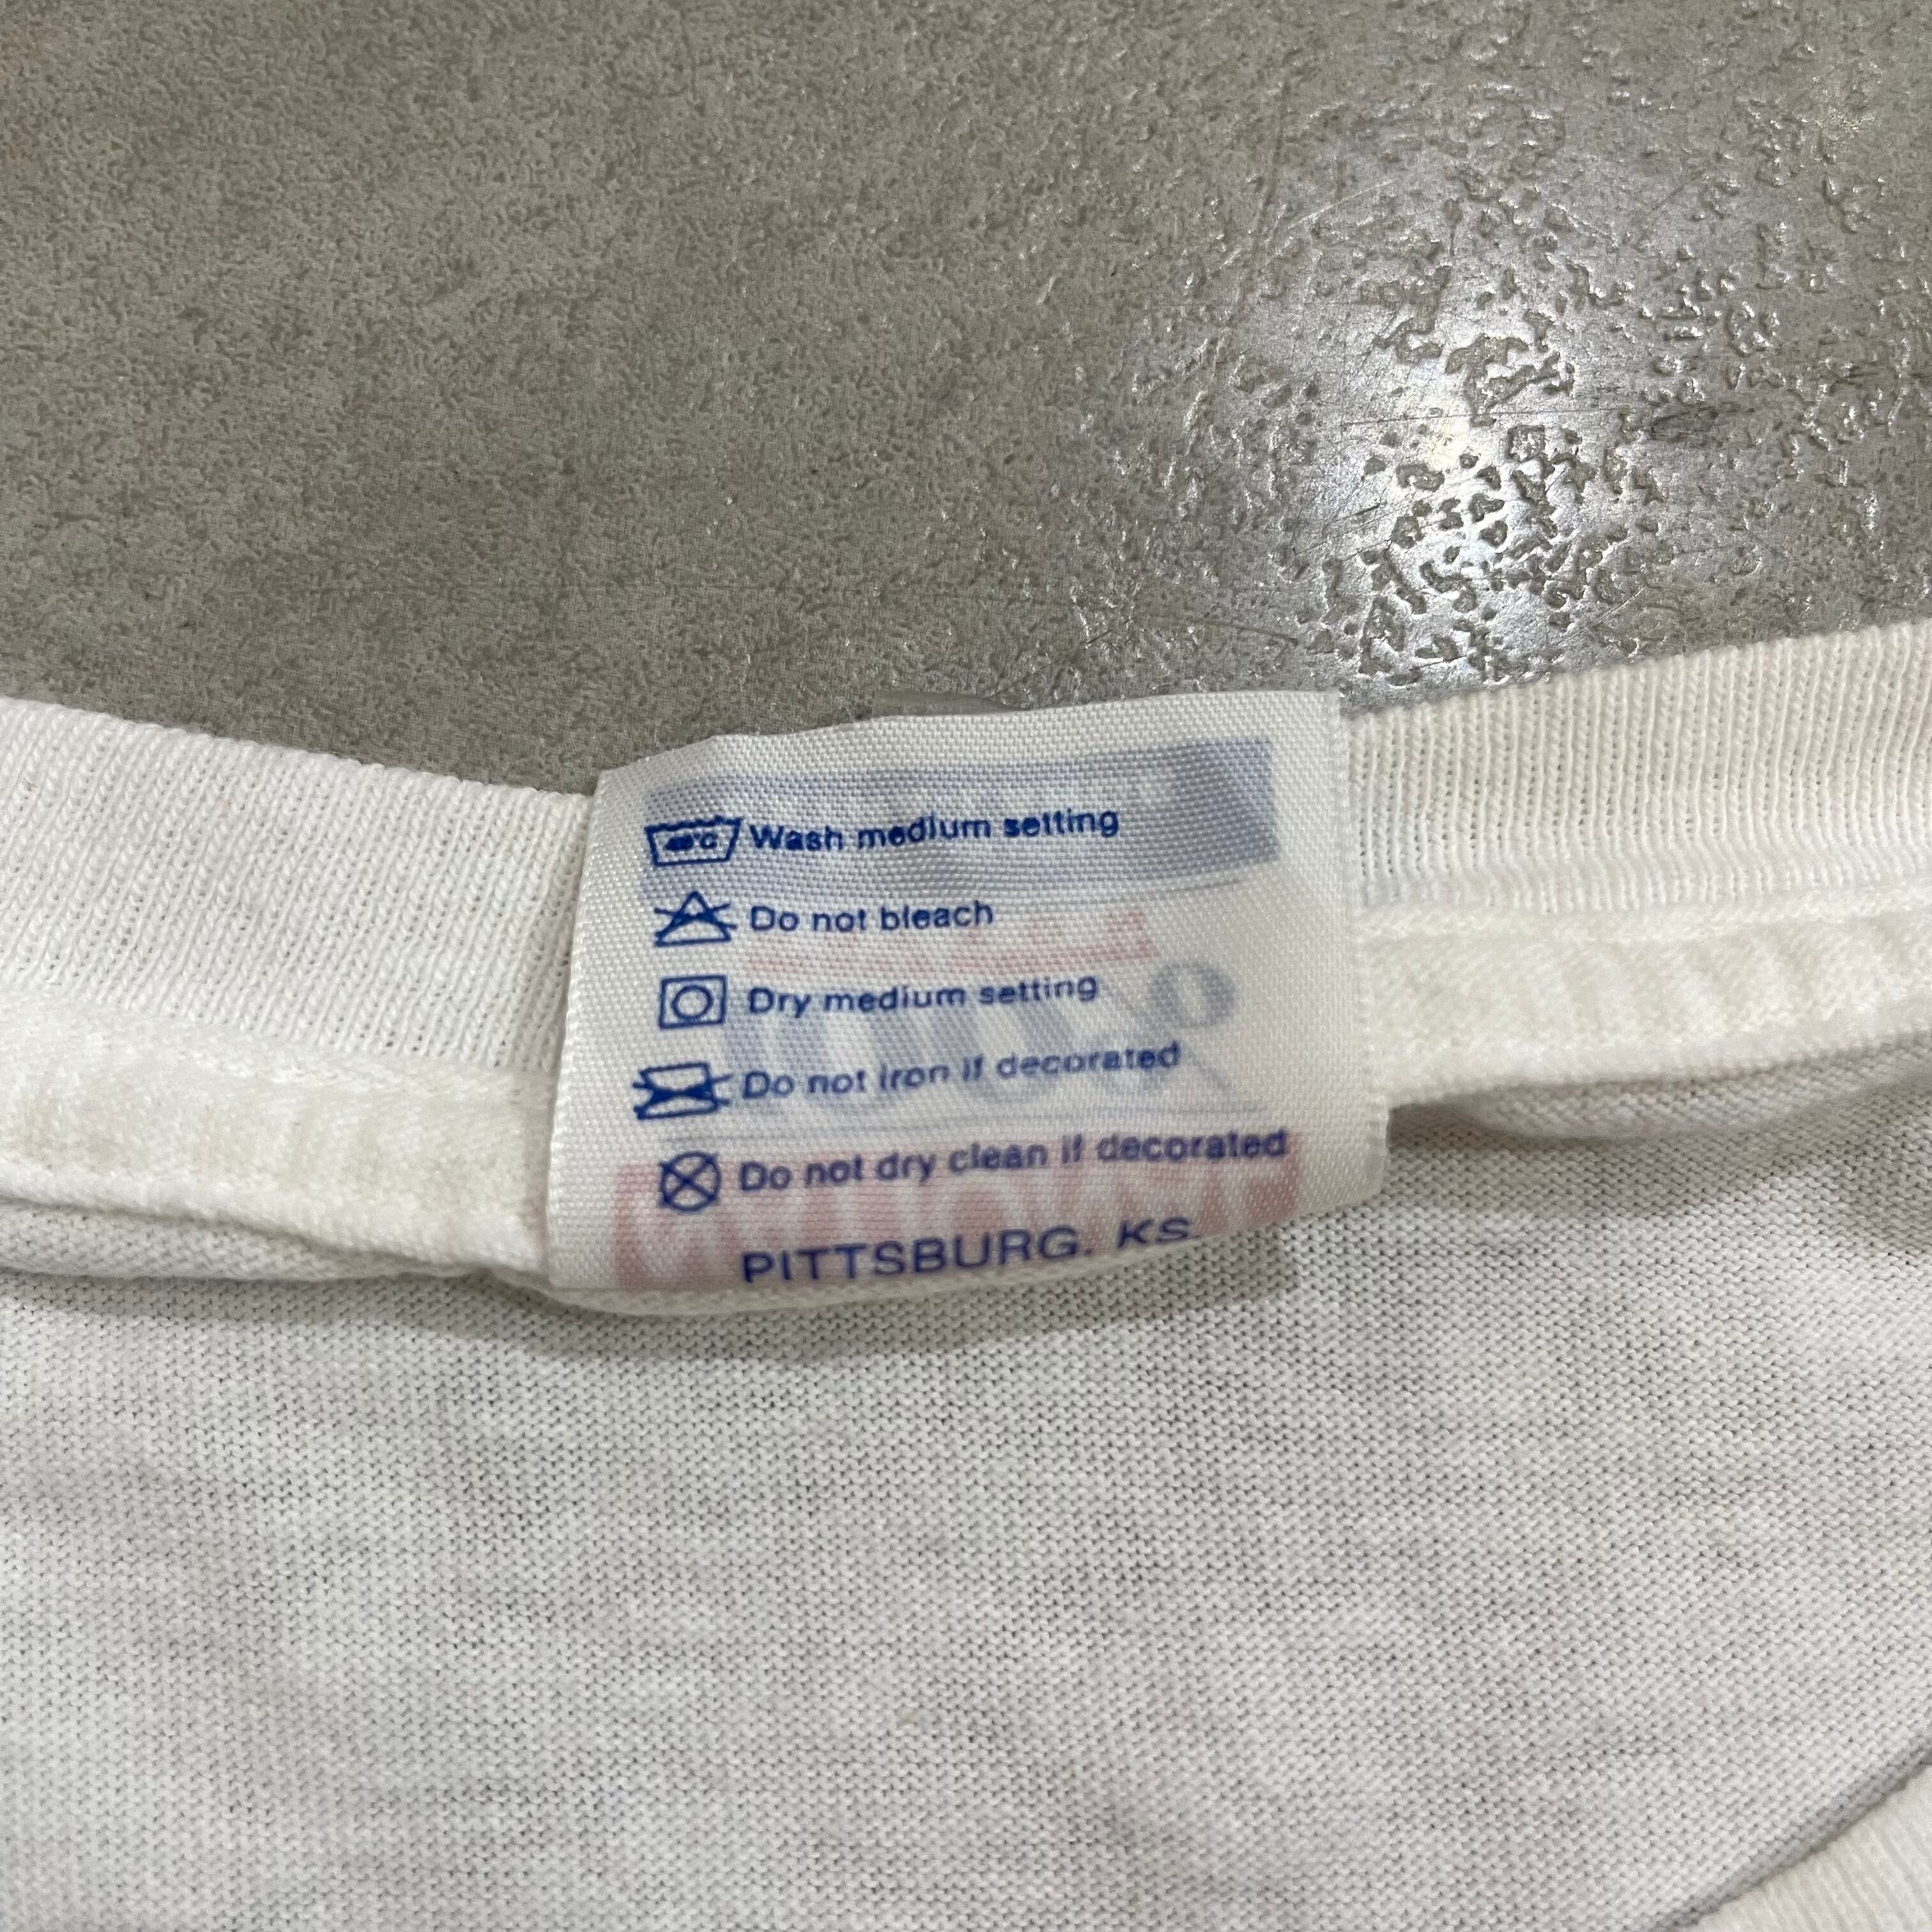 40°C Wash medium setting
Do not bleach
Dry medium setting
Do not iron if decorated
Do not dry clean if decorated
PITTSBURG, KS.